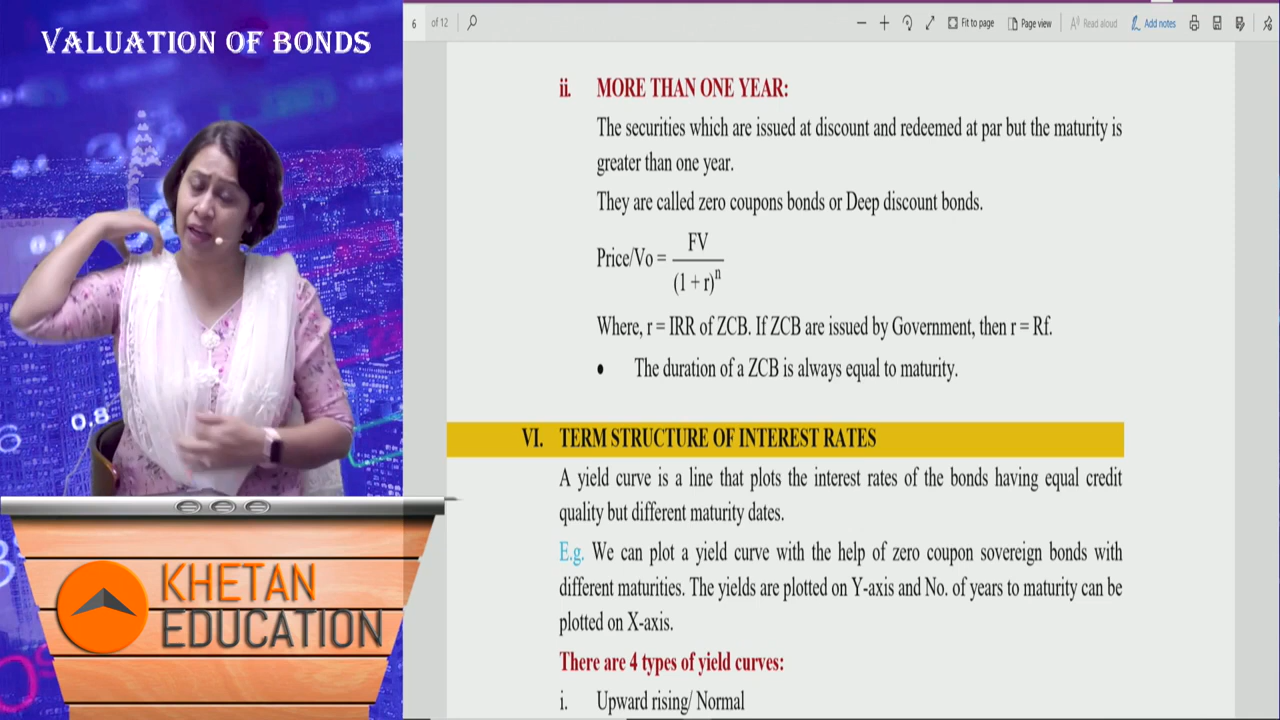 VALUATION OF BONDS
6 of 12
Fit to page
Page view
Read aloud
Add notes
ii. MORE THAN ONE YEAR:
The securities which are issued at discount and redeemed at par but the maturity is
greater than one year.
They are called zero coupons bonds or Deep discount bonds.
Price/Vo = FV
(1 + r)^n
Where, r = IRR of ZCB. If ZCB are issued by Government, then r = Rf.
• The duration of a ZCB is always equal to maturity.
VI. TERM STRUCTURE OF INTEREST RATES
A yield curve is a line that plots the interest rates of the bonds having equal credit
quality but different maturity dates.
E.g. We can plot a yield curve with the help of zero coupon sovereign bonds with
different maturities. The yields are plotted on Y-axis and No. of years to maturity can be
plotted on X-axis.
There are 4 types of yield curves:
i. Upward rising/ Normal
0.8
KHETAN
EDUCATION